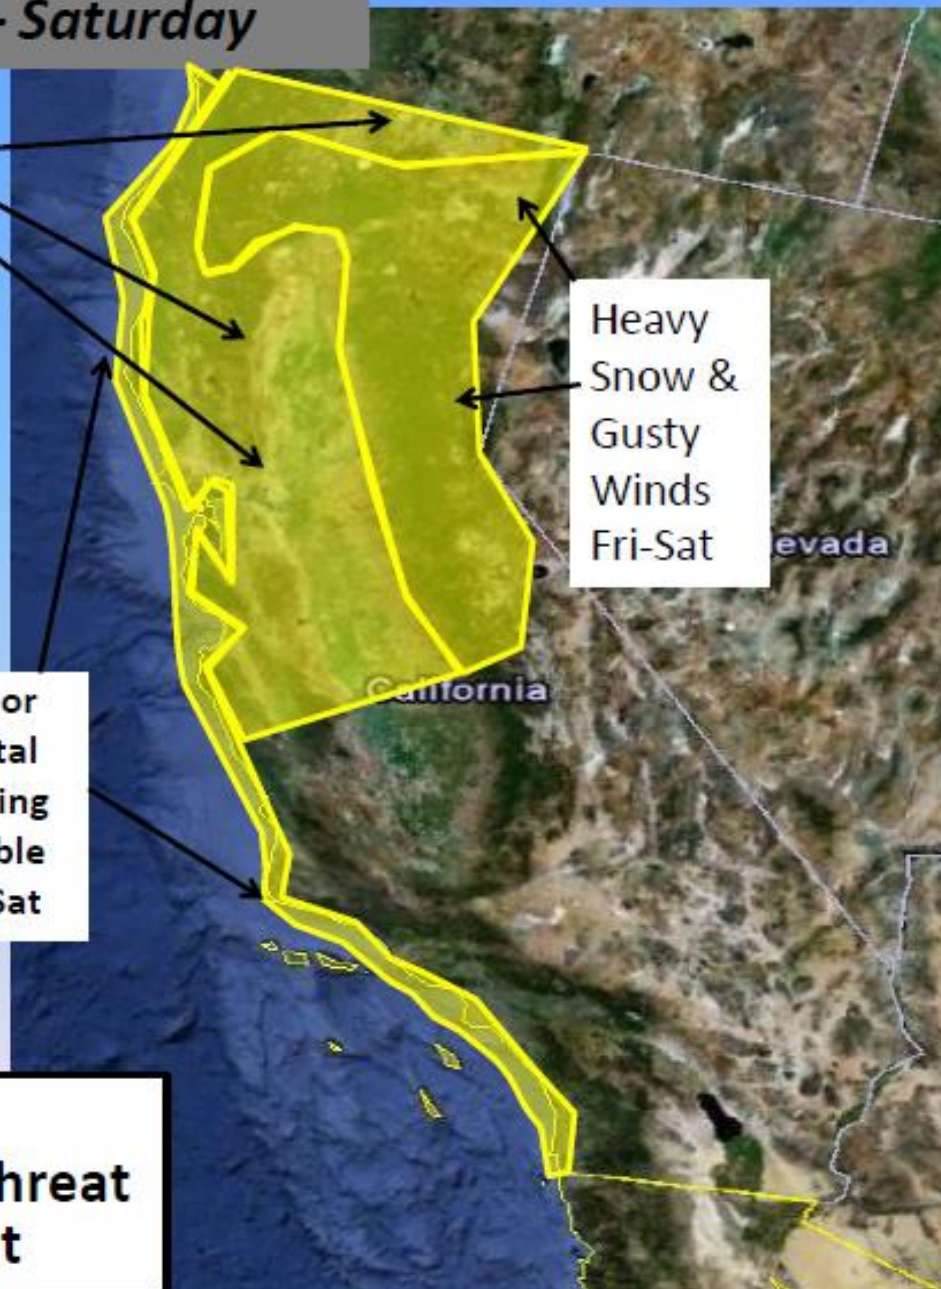 - Saturday
Heavy
Snow &
Gusty
Winds
Fri-Sat
evada
California
or
tal
ing
ble
Sat
hreat
t